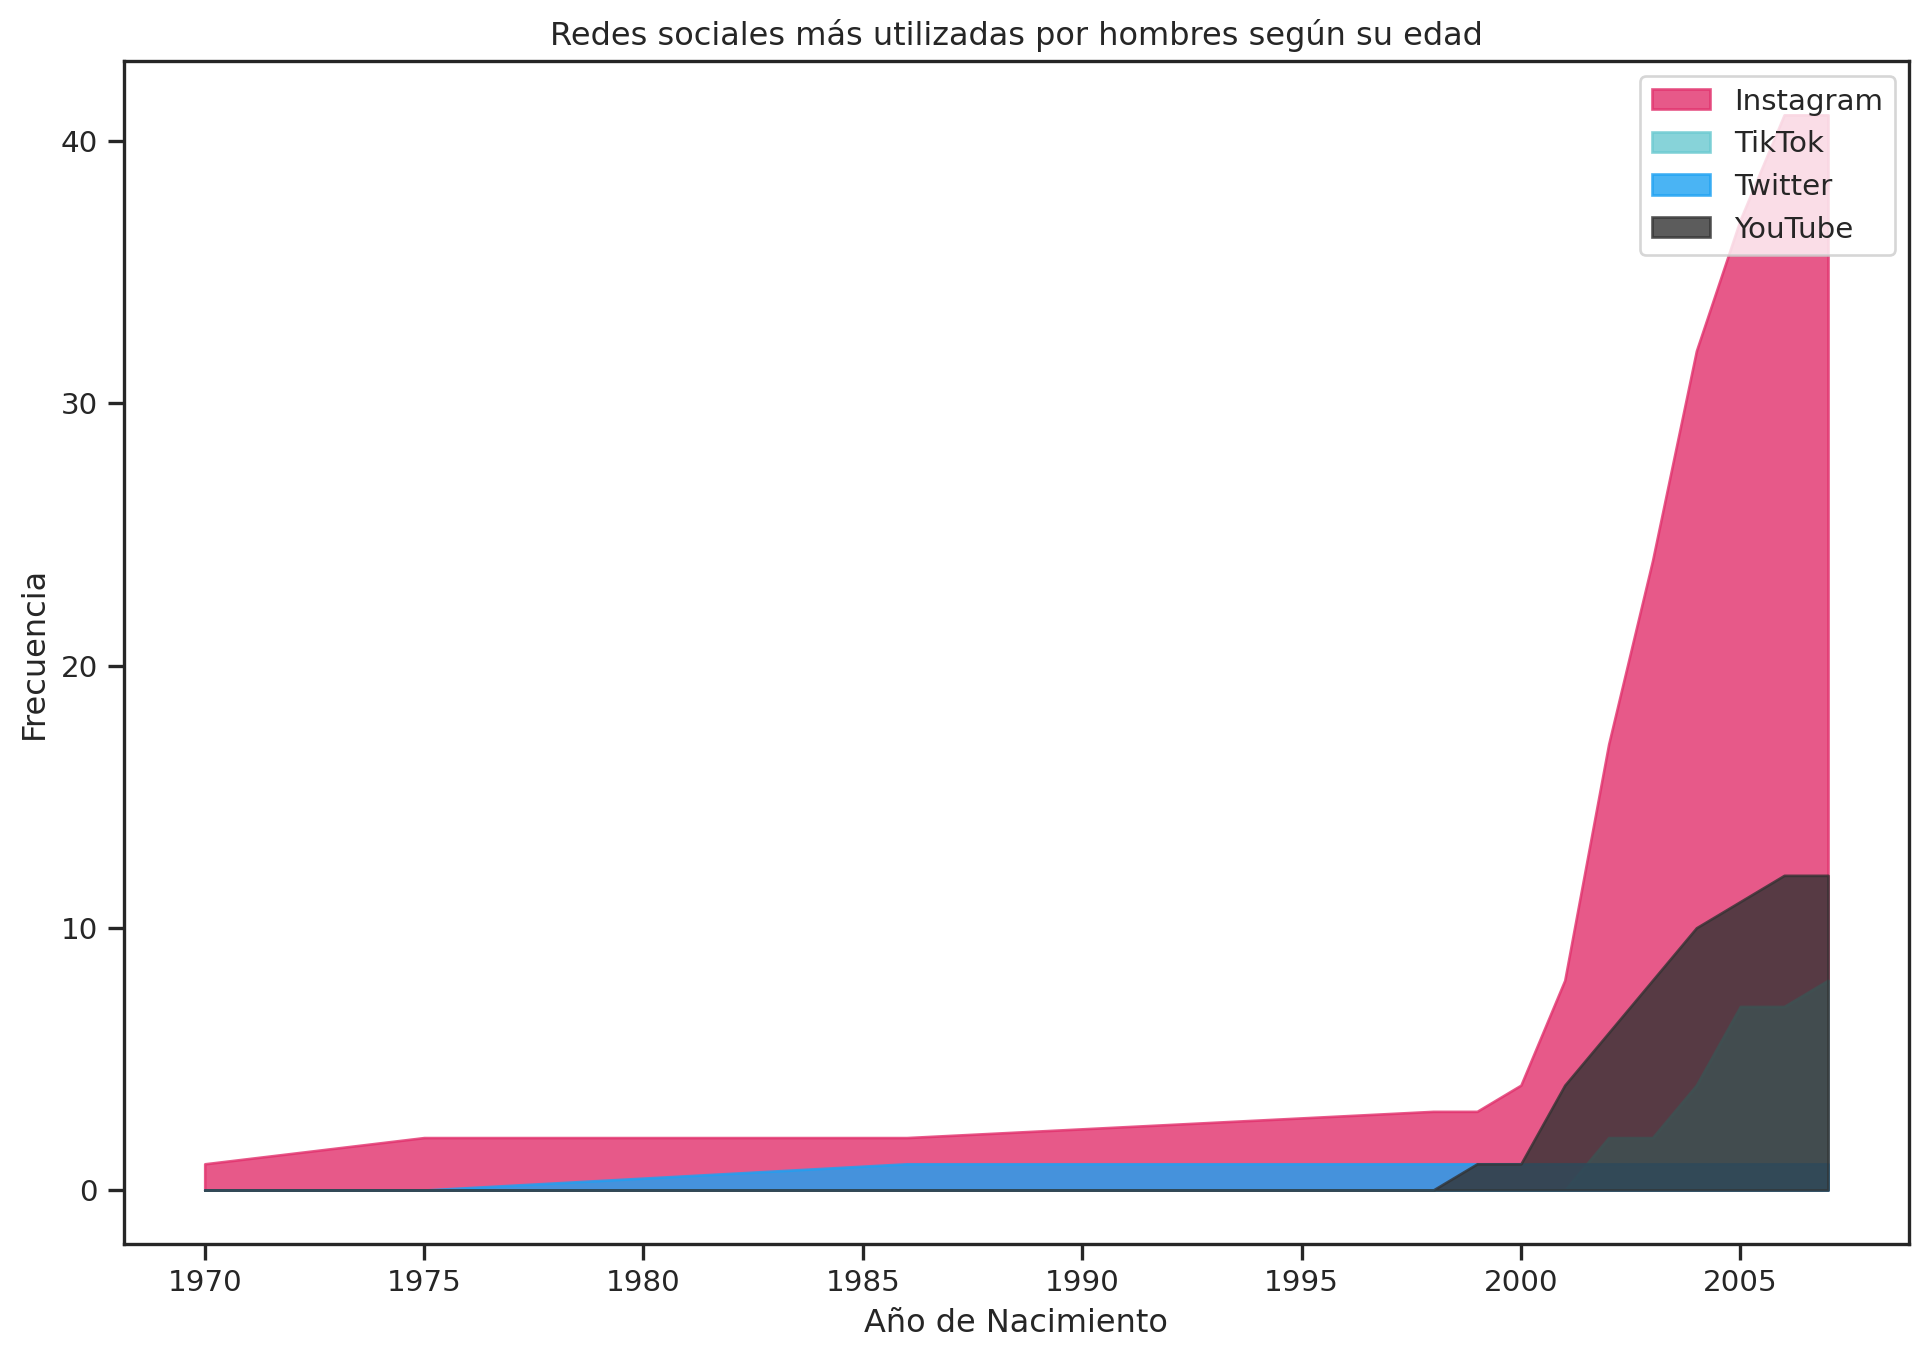 Redes sociales más utilizadas por hombres según su edad
Instagram
TikTok
Twitter
YouTube
40
30
20
10
0
Frecuencia
1970 1975 1980 1985 1990 1995 2000 2005
Año de Nacimiento